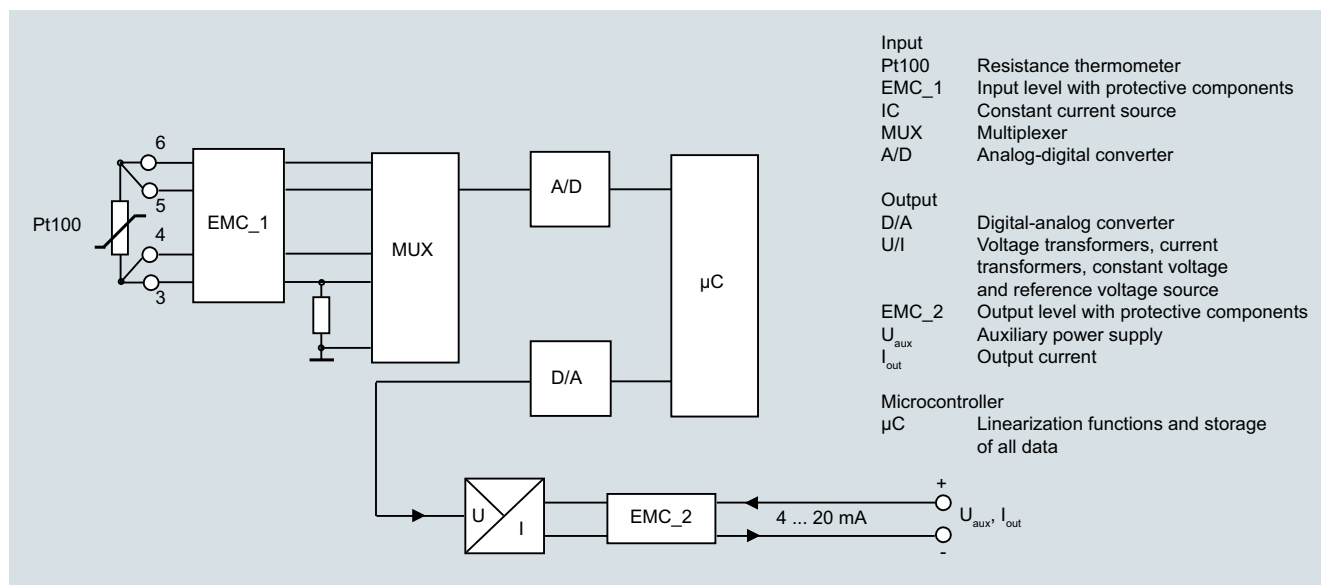 6
5
Pt100
4
3
EMC_1
MUX
A/D
µC
D/A
U
I
EMC_2
4 ... 20 mA
+
-
Uaux, Iout
Input
Pt100 Resistance thermometer
EMC_1 Input level with protective components
IC Constant current source
MUX Multiplexer
A/D Analog-digital converter
Output
D/A Digital-analog converter
U/I Voltage transformers, current
transformers, constant voltage
and reference voltage source
EMC_2 Output level with protective components
Uaux Auxiliary power supply
Iout Output current
Microcontroller
µC Linearization functions and storage
of all data